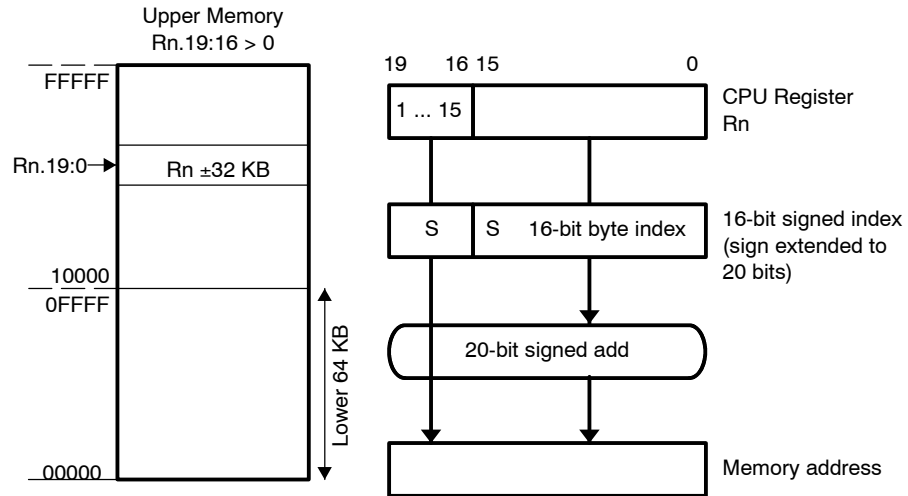 Upper Memory
Rn.19:16 > 0
FFFFF
Rn.19:0
Rn ±32 KB
10000
0FFFF
Lower 64 KB
00000
19 16 15 0
1 ... 15
CPU Register
Rn
S S 16-bit byte index
16-bit signed index
(sign extended to
20 bits)
20-bit signed add
Memory address